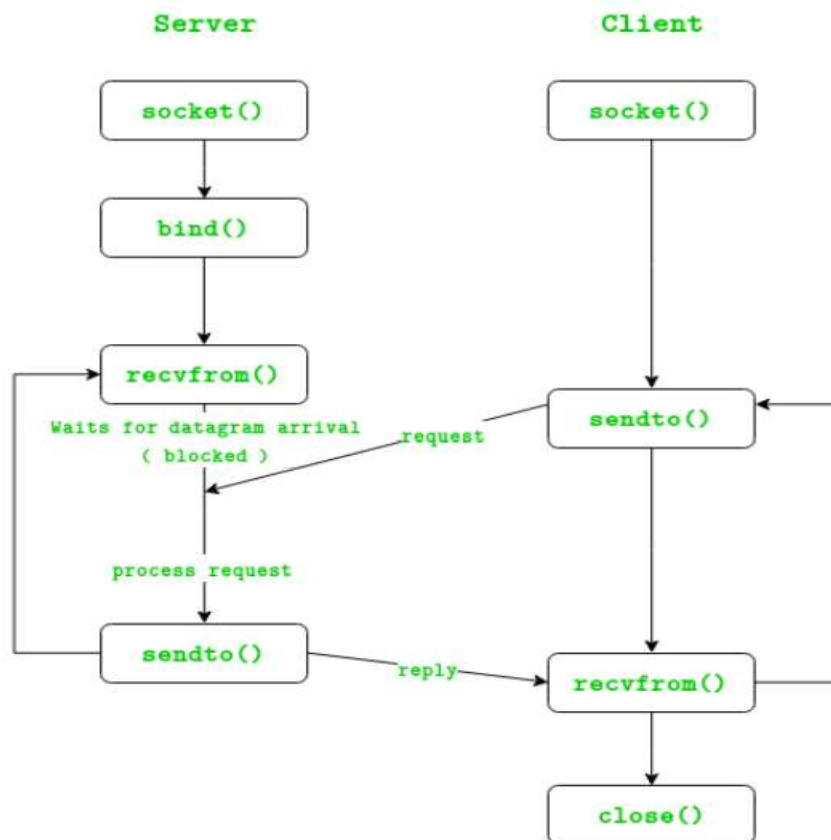 Server
Client
socket()
socket()
bind()
recvfrom()
Waits for datagram arrival
( blocked )
request
sendto()
process request
sendto()
reply
recvfrom()
close()